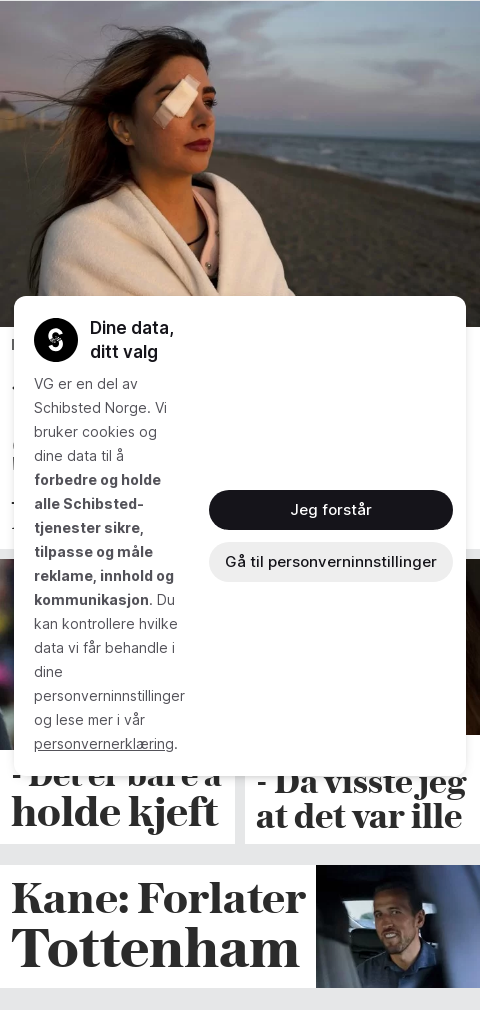 Dine data,
ditt valg
VG er en del av
Schibsted Norge. Vi
bruker cookies og
dine data til å
forbedre og holde
alle Schibsted-
tjenester sikre,
tilpasse og måle
reklame, innhold og
kommunikasjon. Du
kan kontrollere hvilke
data vi får behandle i
dine
personverninnstillinger
og lese mer i vår
personvernerklæring.
Jeg forstår
Gå til personverninnstillinger
- Det er bare å
holde kjeft
- Da visste jeg
at det var ille
Kane: Forlater
Tottenham